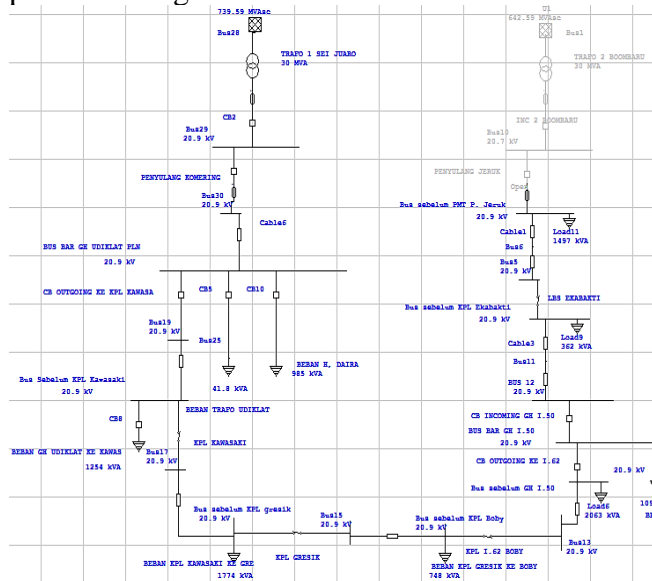 739.59 MVAsc
Bus28
TRAFO 1 SEI JUARO
30 MVA
CB2
Bus29
20.9 kV
PENYULANG KOMERING
Bus30
20.9 kV
Cable6
BUS BAR GH UDIKLAT PLN
20.9 kV
CB OUTGOING KE KPL KAWASA
CB5
CB10
Bus19
20.9 kV
Bus25
BEBAN H, DAIRA
985 kVA
41.8 kVA
Bus Sebelum KPL Kawasaki
20.9 kV
BEBAN TRAFO UDIKLAT
CB8
KPL KAWASAKI
BEBAN GH UDIKLAT KE KAWAS
1254 kVA
Bus17
20.9 kV
Bus sebelum KPL gresik
20.9 kV
KPL GRESIK
BEBAN KPL KAWASAKI KE GRE
1774 kVA
Bus15
20.9 kV
U1
642.59 MVAsc
Bus1
TRAFO 2 BOOMBARU
30 MVA
INC 2 BOOMBARU
Bus10
20.7 kV
PENYULANG JERUK
Open
Bus sebelum PMT P. Jeruk
20.9 kV
Cable1
Load11
1497 kVA
Bus6
Bus5
20.9 kV
LBS EKABAKTI
Bus sebelum KPL Ekabakti
20.9 kV
Cable3
Load9
362 kVA
Bus11
BUS 12
20.9 kV
CB INCOMING GH I.50
BUS BAR GH I.50
20.9 kV
CB OUTGOING KE I.62
20.9 kV
Bus sebelum GH I.50
20.9 kV
Load6
2063 kVA
109
BE
Bus sebelum KPL Boby
20.9 kV
KPL I.62 BOBY
Bus13
20.9 kV
BEBAN KPL GRESIK KE BOBY
748 kVA